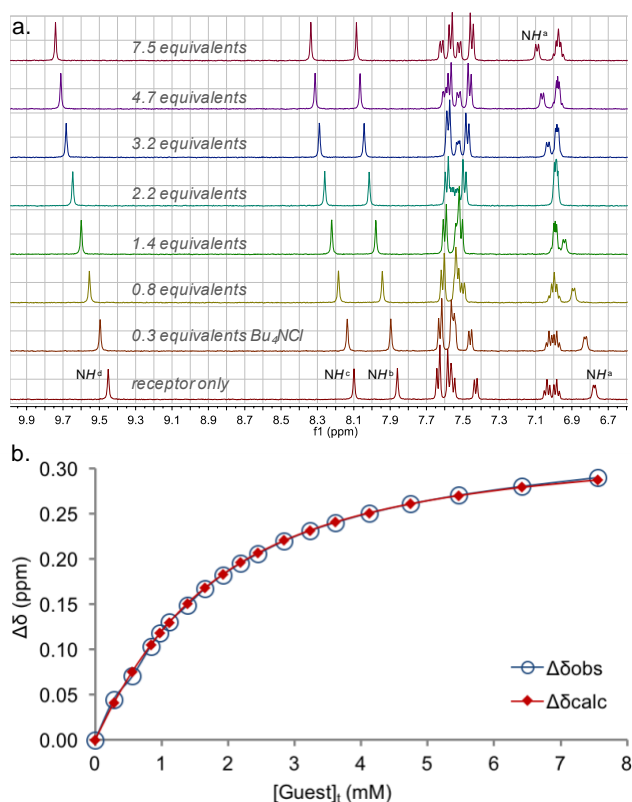 a.
7.5 equivalents
NHᵃ
4.7 equivalents
3.2 equivalents
2.2 equivalents
1.4 equivalents
0.8 equivalents
0.3 equivalents Bu₄NCl
NHᵈ receptor only NHᶜ NHᵇ NHᵃ
9.9 9.7 9.5 9.3 9.1 8.9 8.7 8.5 8.3 8.1 7.9 7.7 7.5 7.3 7.1 6.9 6.7
f1 (ppm)
b.
0.30
0.25
0.20
0.15
0.10
0.05
0.00
Δδ (ppm)
Δδobs
Δδcalc
0 1 2 3 4 5 6 7 8
[Guest]ₜ (mM)